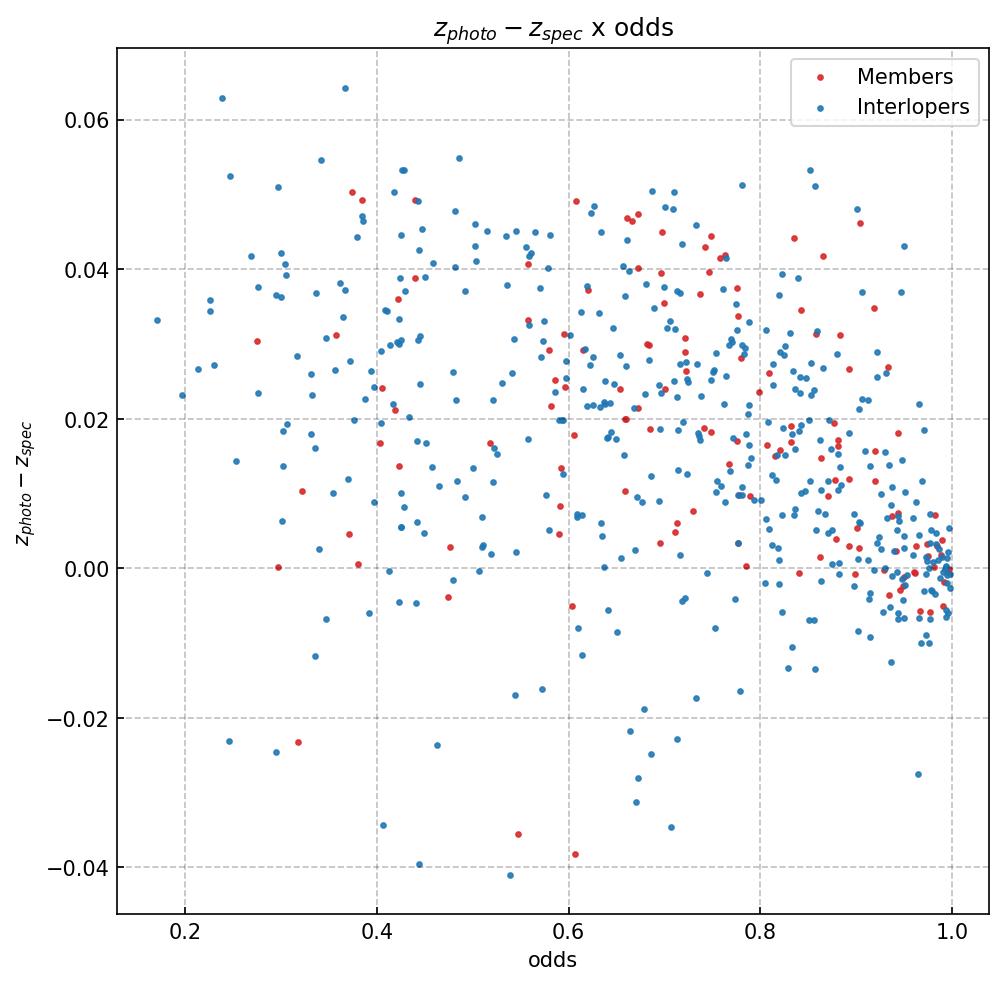 z_photo − z_spec x odds
Members
Interlopers
0.06
0.04
0.02
0.00
−0.02
−0.04
z_photo − z_spec
0.2 0.4 0.6 0.8 1.0
odds